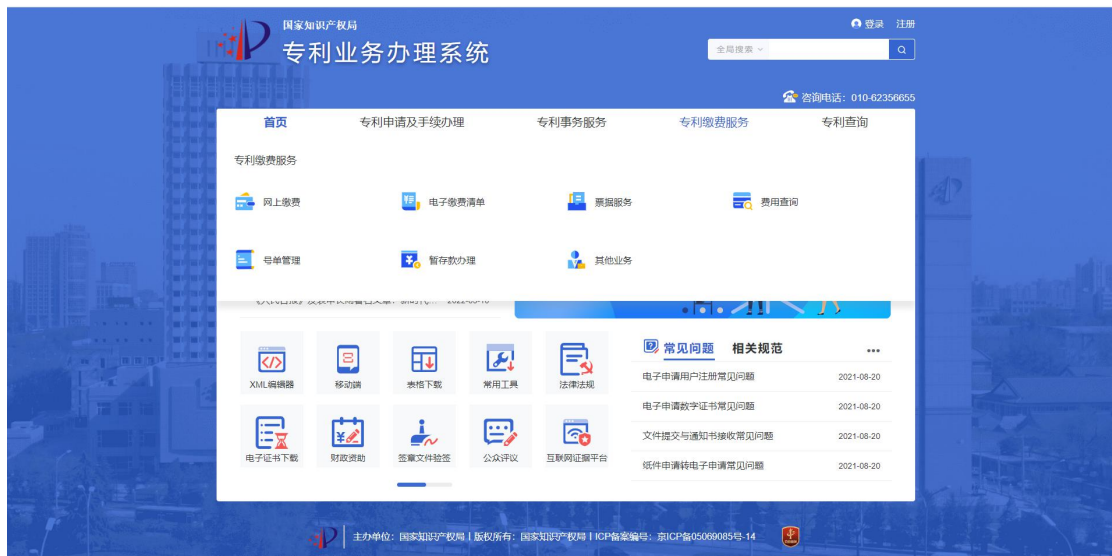 国家知识产权局
专利业务办理系统
登录 注册
全局搜索
咨询电话：010-62356655
首页 专利申请及手续办理 专利事务服务 专利缴费服务 专利查询
专利缴费服务
网上缴费 电子缴费清单 票据服务 费用查询
号单管理 暂存款办理 其他业务
常见问题 相关规范
电子申请用户注册常见问题 2021-08-20
电子申请数字证书常见问题 2021-08-20
文件提交与通知书接收常见问题 2021-08-20
纸件申请转电子申请常见问题 2021-08-20
XML编辑器 移动端 表格下载 常用工具 法律法规
电子证书下载 财政资助 签章文件验签 公众评议 互联网证据平台
主办单位：国家知识产权局 | 版权所有：国家知识产权局 | ICP备案编号：京ICP备05069085号-14